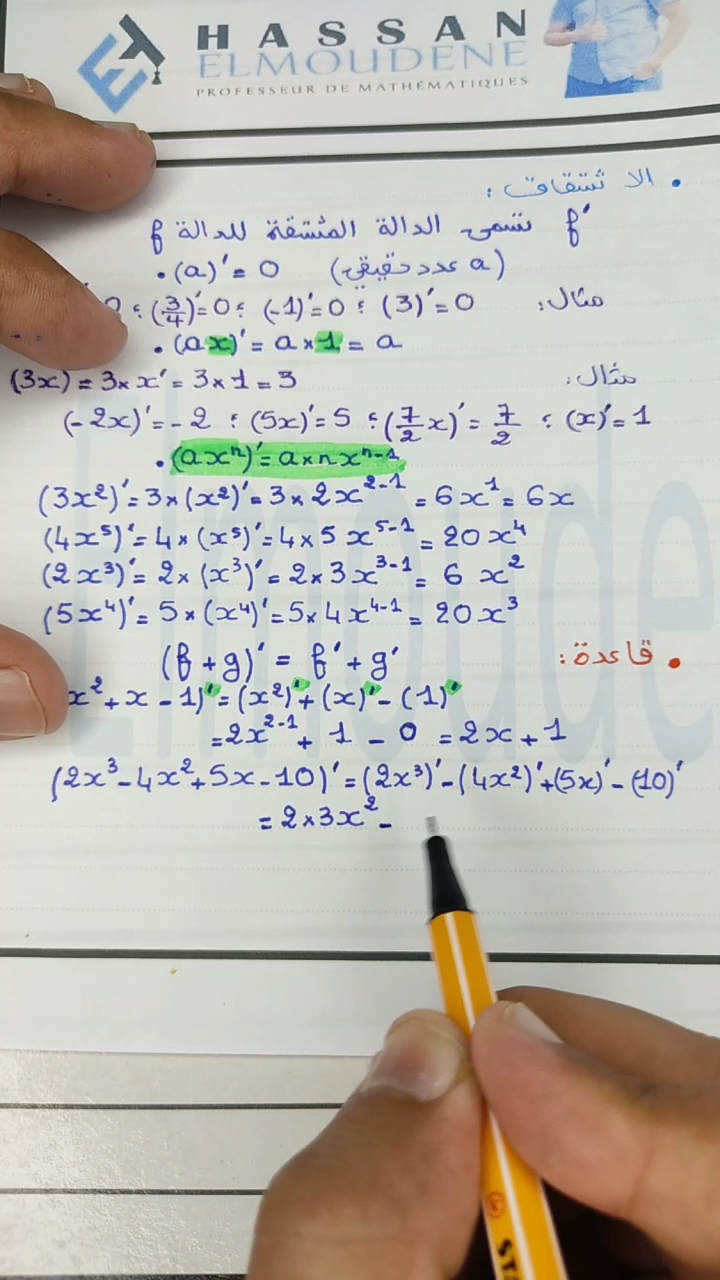 HASSAN
ELMOUDENE
PROFESSEUR DE MATHÉMATIQUES
• الاشتقاق :
f' تسمى الدالة المشتقة للدالة f
• (a)' = 0 (a عدد حقيقي)
مثال: (3)' = 0 ؛ (-1)' = 0 ؛ (3/4)' = 0 ؛
• (ax)' = a × 1 = a
مثال: (3x) = 3 × x' = 3 × 1 = 3
(x)' = 1 ؛ (7/2 x)' = 7/2 ؛ (5x)' = 5 ؛ (-2x)' = -2
• (axⁿ)' = a × n xⁿ⁻¹
(3x²)' = 3 × (x²)' = 3 × 2x²⁻¹ = 6x¹ = 6x
(4x⁵)' = 4 × (x⁵)' = 4 × 5 x⁵⁻¹ = 20x⁴
(2x³)' = 2 × (x³)' = 2 × 3x³⁻¹ = 6 x²
(5x⁴)' = 5 × (x⁴)' = 5 × 4x⁴⁻¹ = 20x³
• قاعدة: (f + g)' = f' + g'
x² + x - 1)' = (x²)' + (x)' - (1)'
= 2x²⁻¹ + 1 - 0 = 2x + 1
(2x³ - 4x² + 5x - 10)' = (2x³)' - (4x²)' + (5x)' - (10)'
= 2 × 3x² -